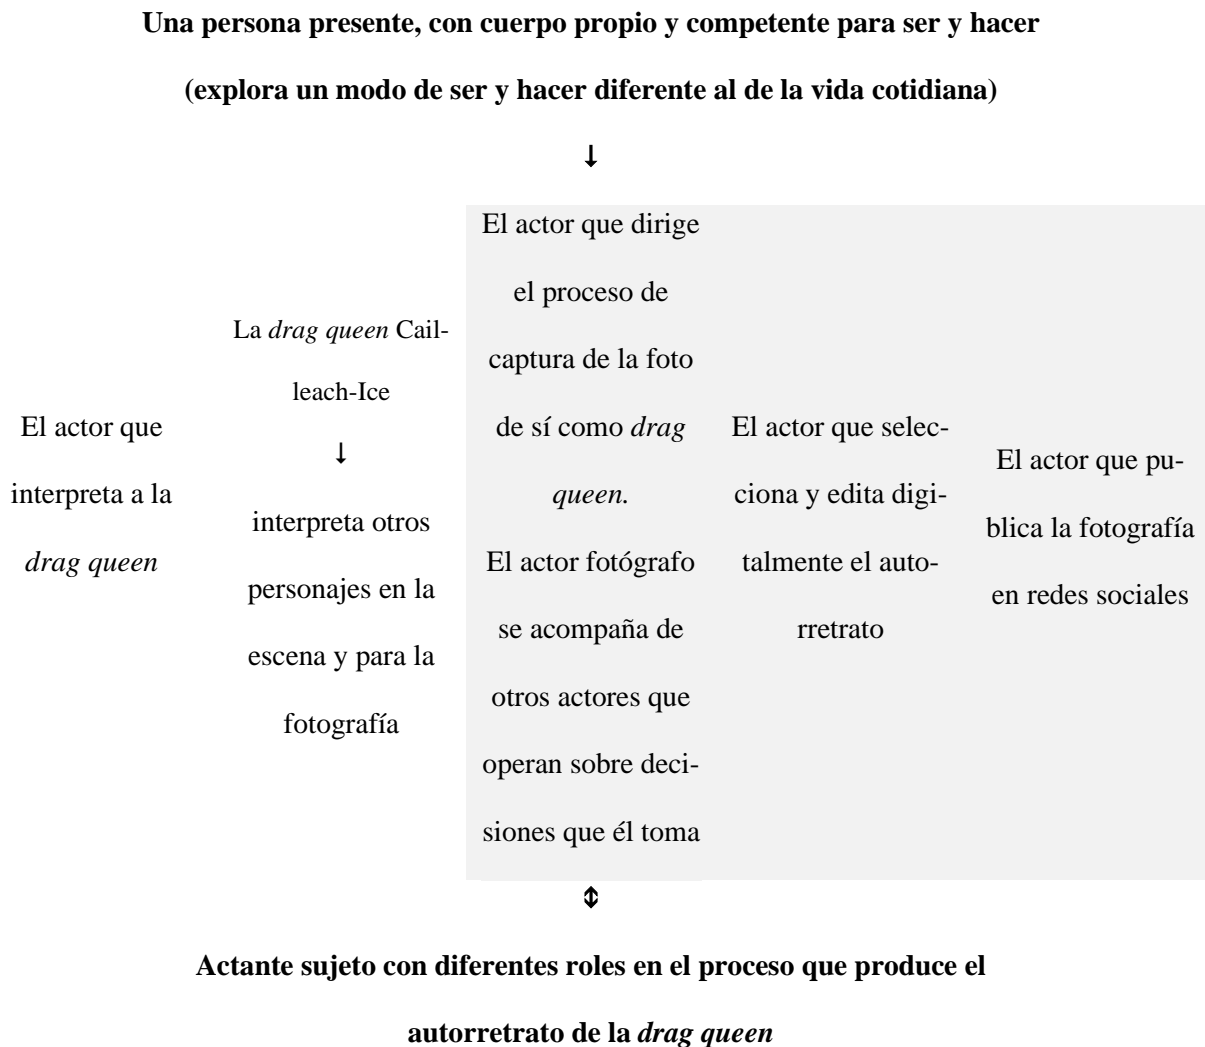 Una persona presente, con cuerpo propio y competente para ser y hacer
(explora un modo de ser y hacer diferente al de la vida cotidiana)
↓
El actor que
interpreta a la
drag queen
La drag queen Cail-
leach-Ice
↓
interpreta otros
personajes en la
escena y para la
fotografía
El actor que dirige
el proceso de
captura de la foto
de sí como drag
queen.
El actor fotógrafo
se acompaña de
otros actores que
operan sobre deci-
siones que él toma
El actor que selec-
ciona y edita digi-
talmente el auto-
rretrato
El actor que pu-
blica la fotografía
en redes sociales
↕
Actante sujeto con diferentes roles en el proceso que produce el
autorretrato de la drag queen